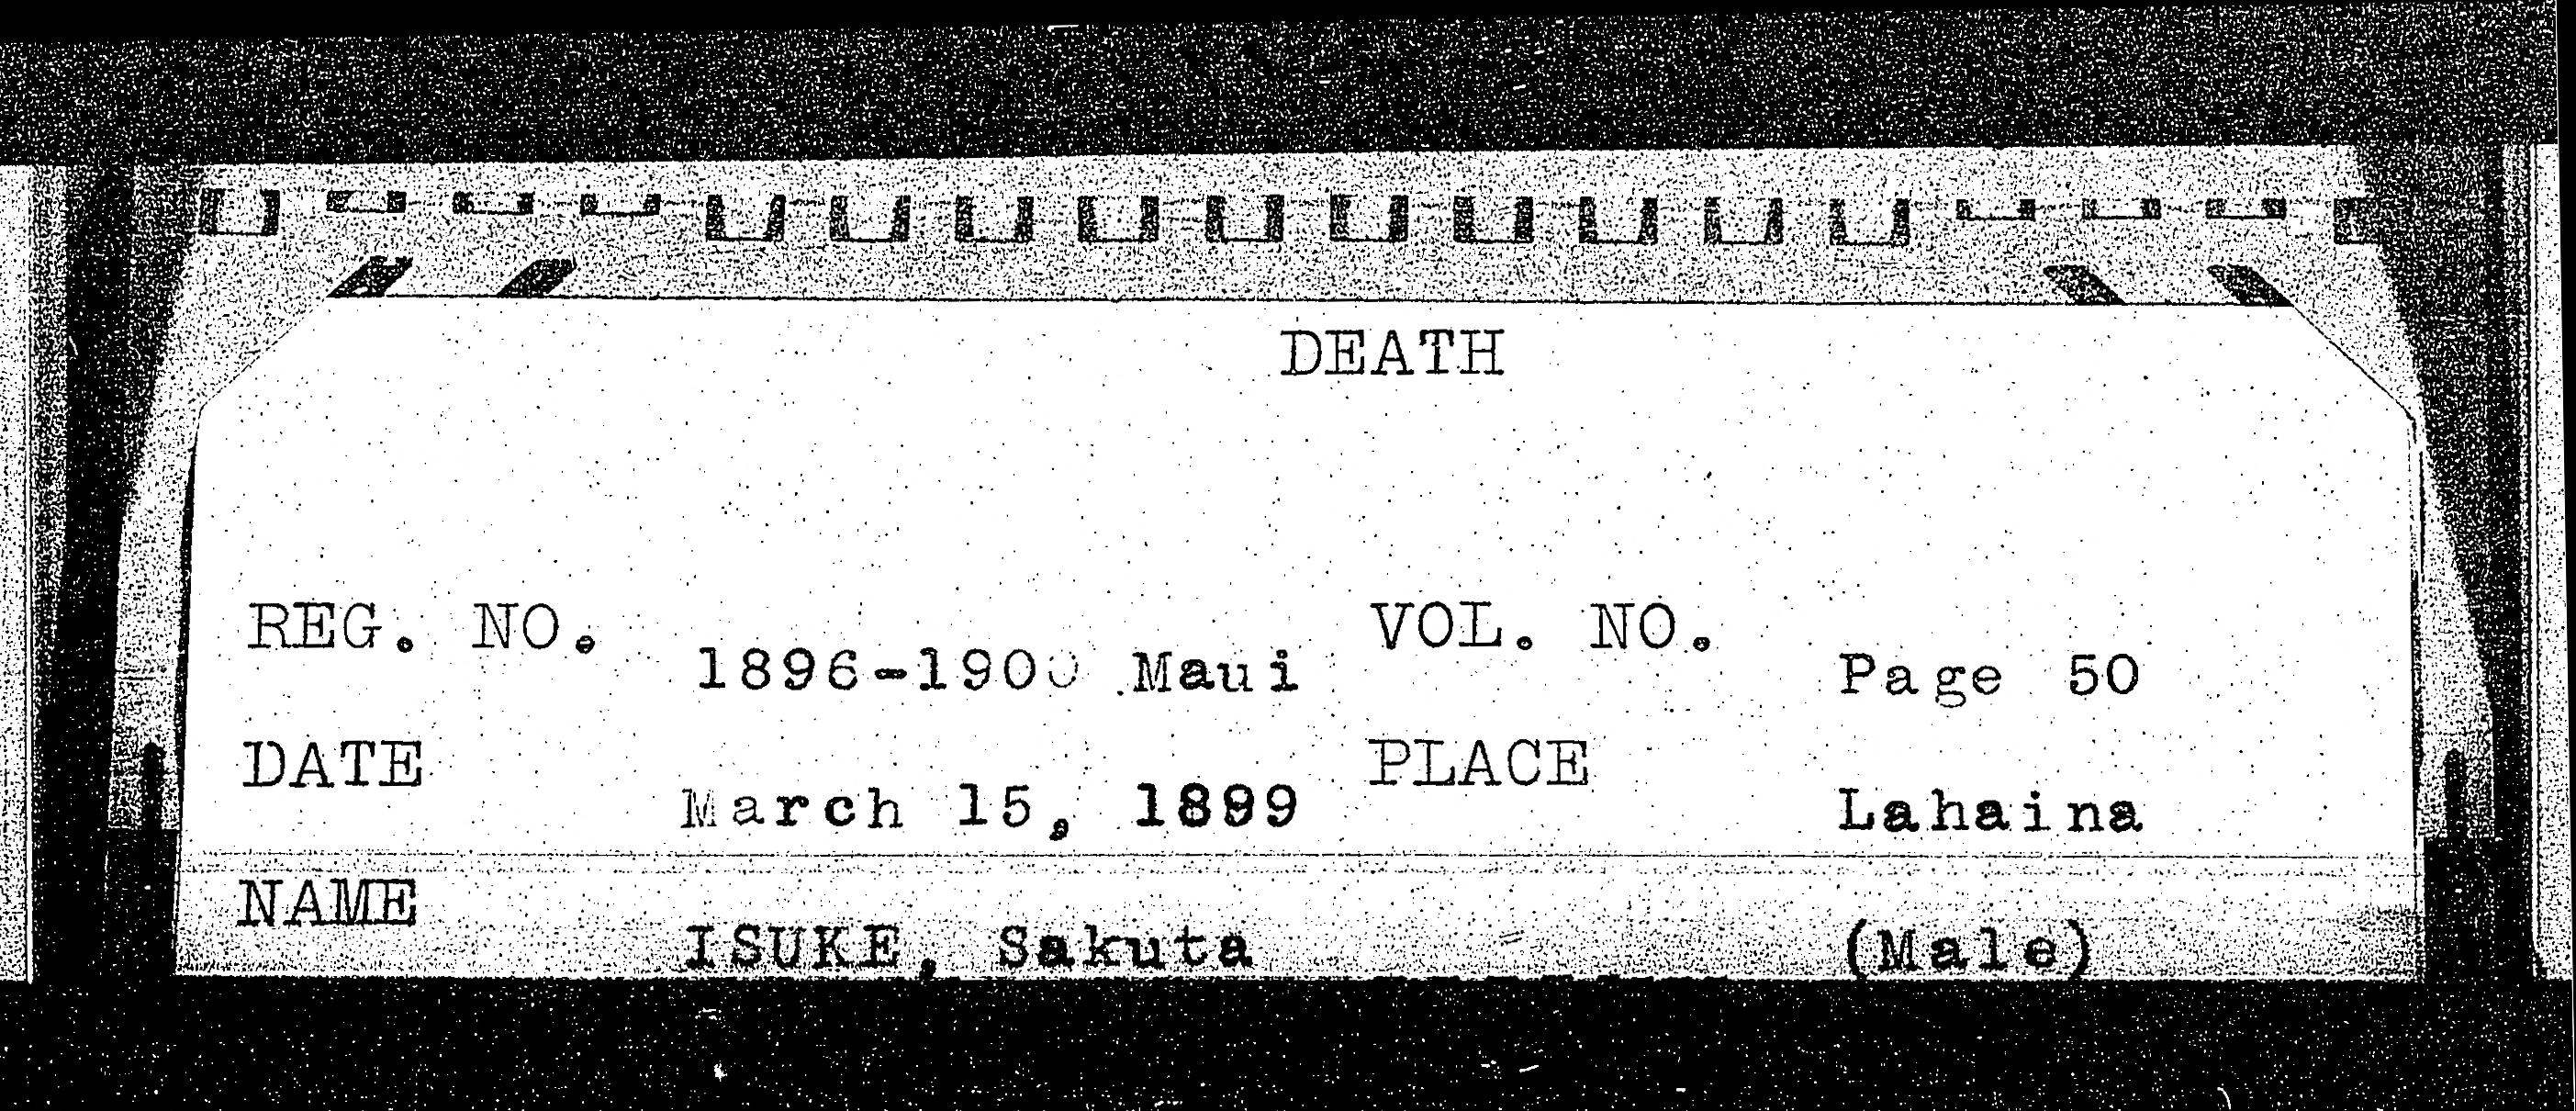 DEATH
REG. NO. 1896-1900 Maui VOL. NO. Page 50
DATE March 15, 1899 PLACE Lahaina
NAME ISUKE, Sakuta (Male)